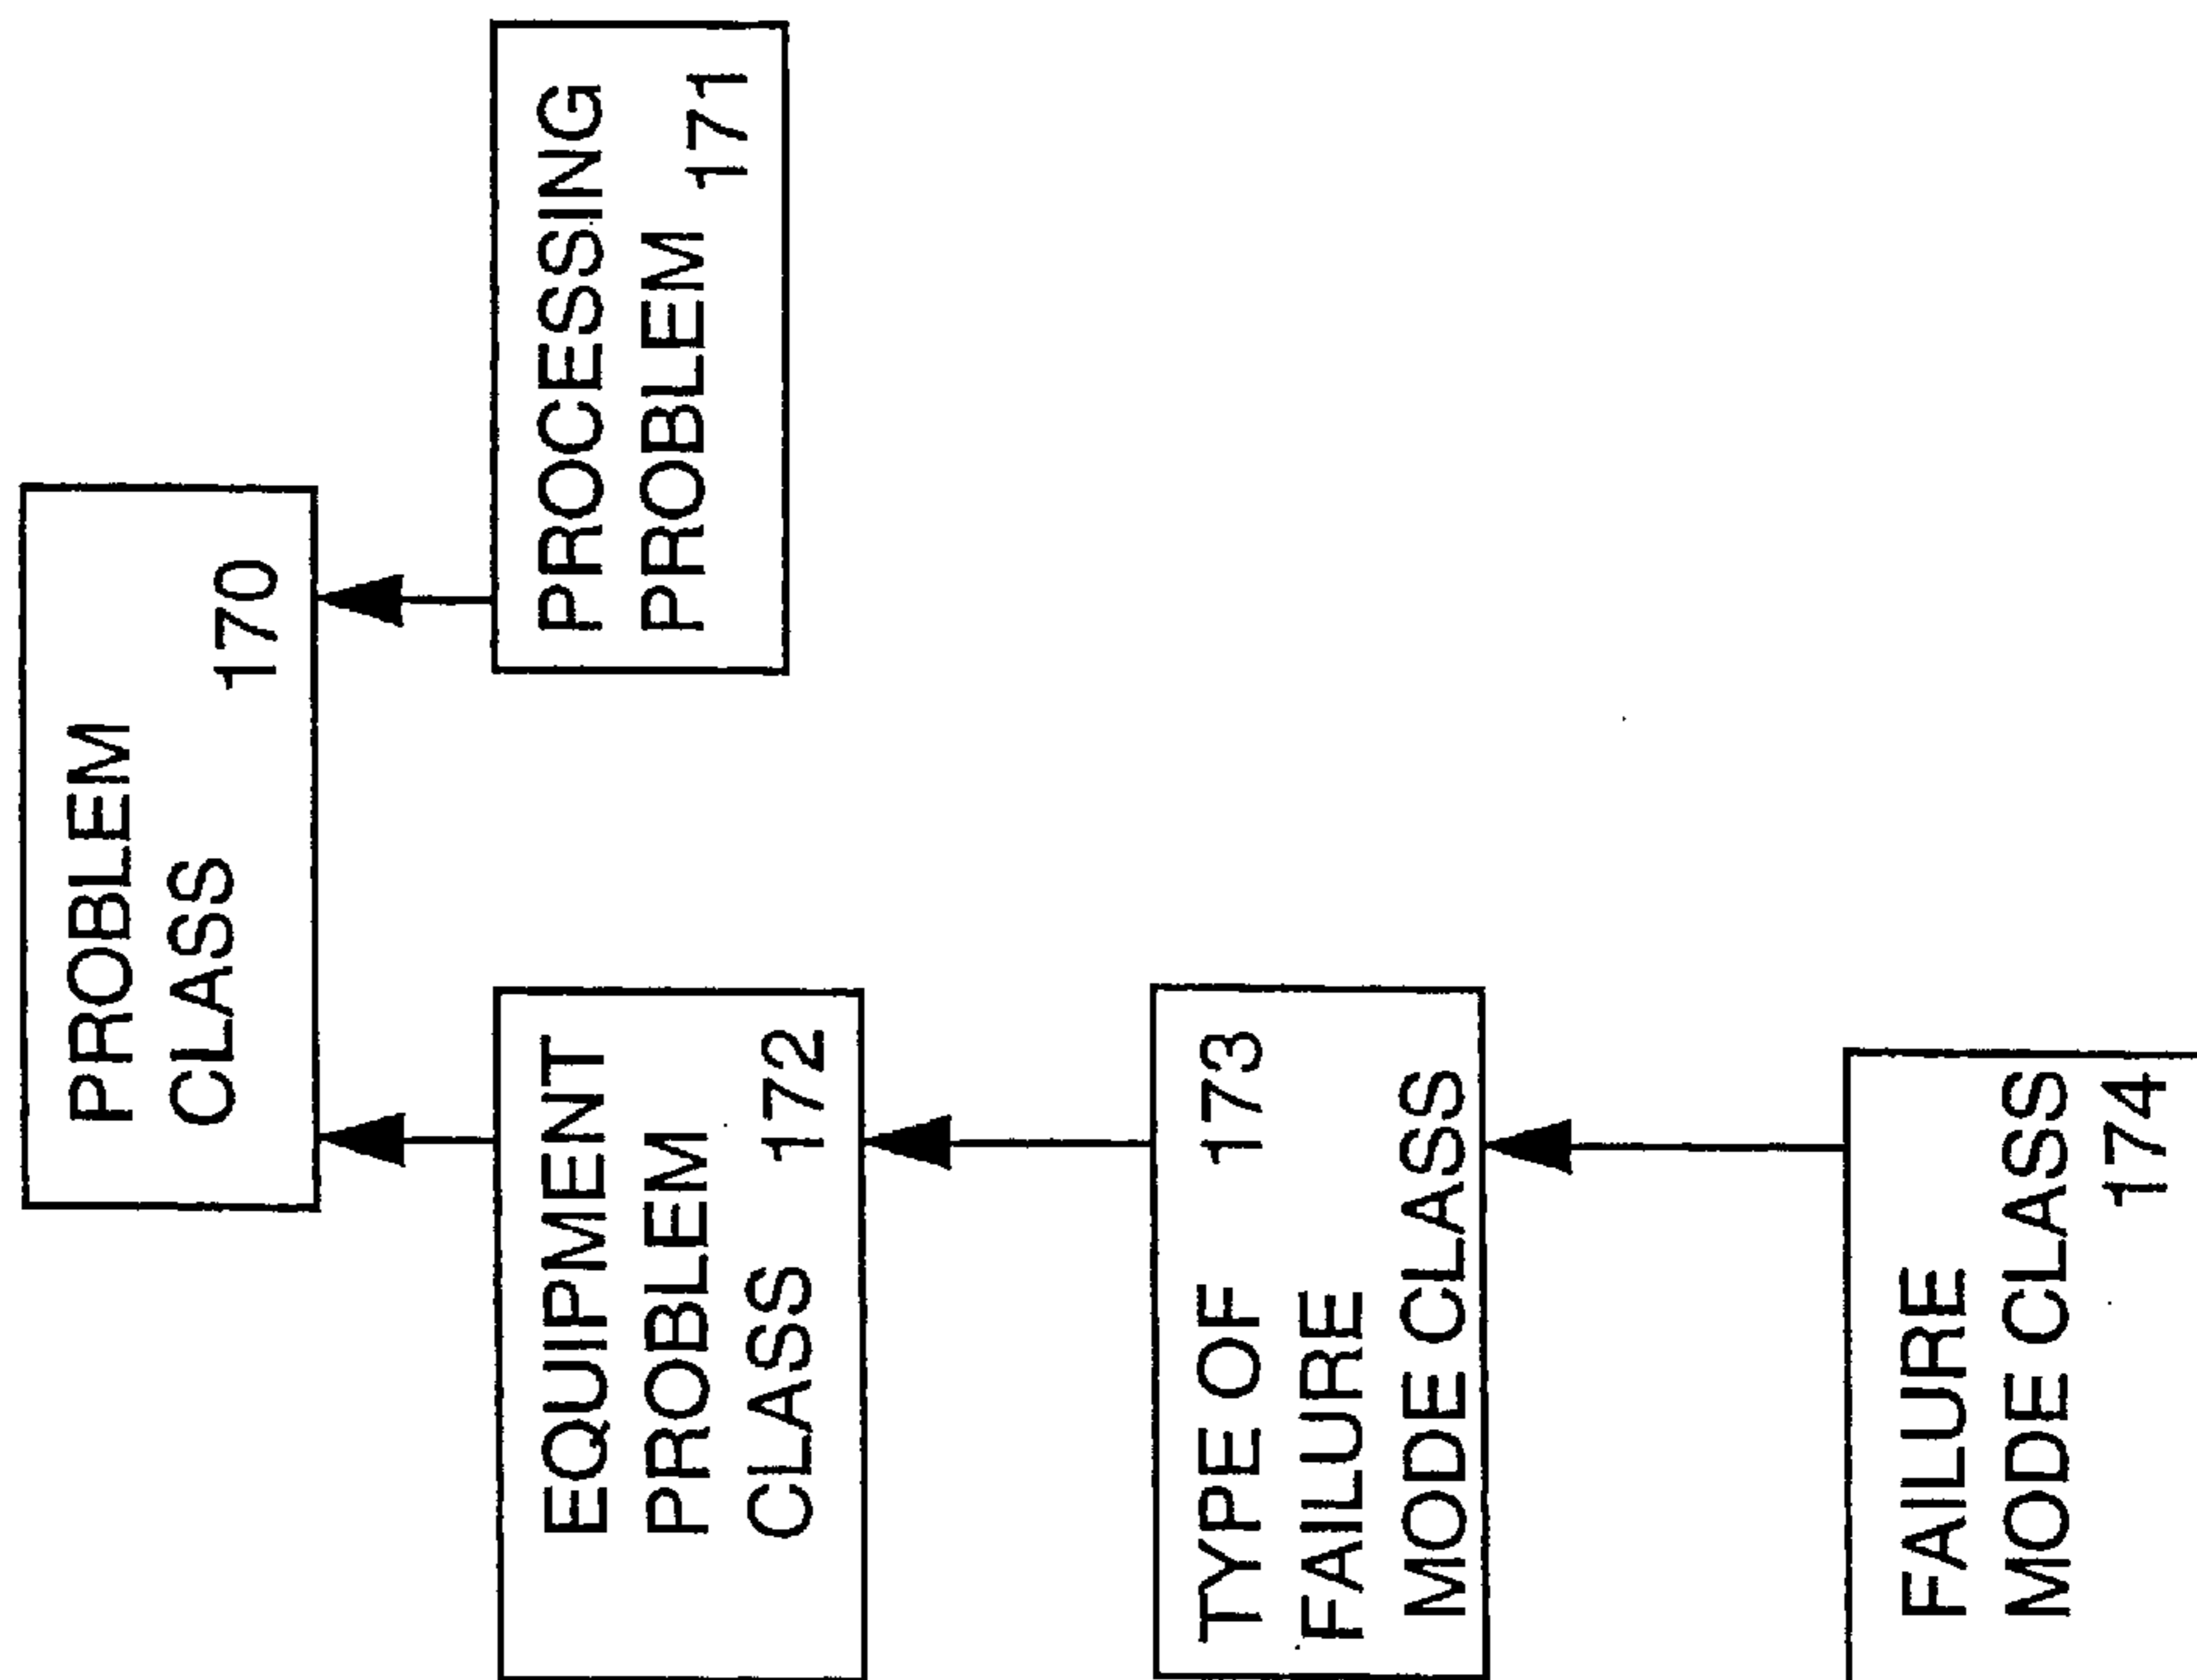 PROBLEM
CLASS
170
PROCESSING
PROBLEM 171
EQUIPMENT
PROBLEM
CLASS 172
TYPE OF 173
FAILURE
MODE CLASS
FAILURE
MODE CLASS
174